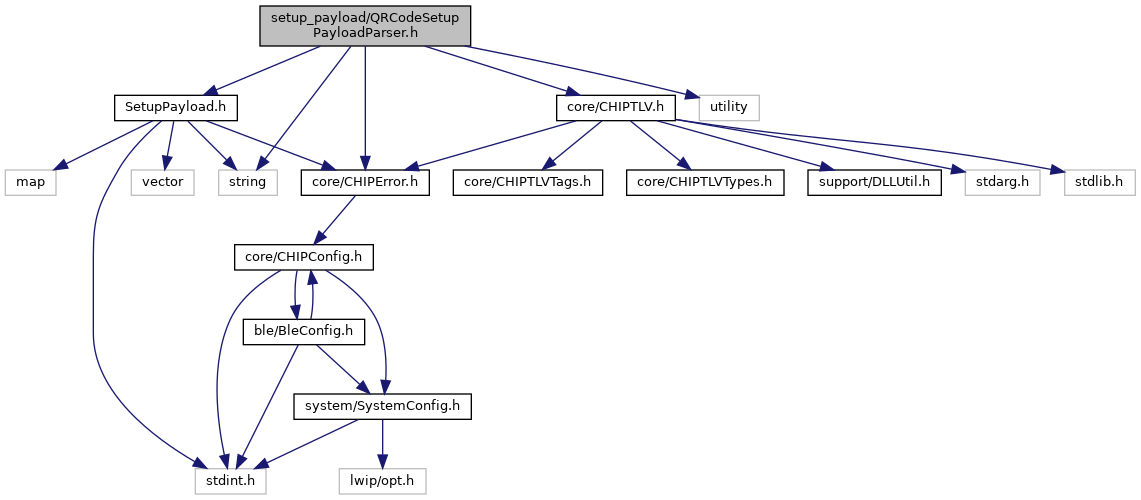 setup_payload/QRCodeSetup
PayloadParser.h
SetupPayload.h
core/CHIPTLV.h
utility
map
vector
string
core/CHIPError.h
core/CHIPTLVTags.h
core/CHIPTLVTypes.h
support/DLLUtil.h
stdarg.h
stdlib.h
core/CHIPConfig.h
ble/BleConfig.h
system/SystemConfig.h
stdint.h
lwip/opt.h